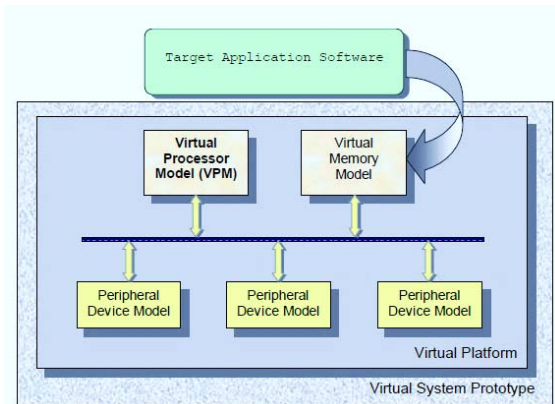 Target Application Software
Virtual
Processor
Model (VPM)
Virtual
Memory
Model
Peripheral
Device Model
Peripheral
Device Model
Peripheral
Device Model
Virtual Platform
Virtual System Prototype